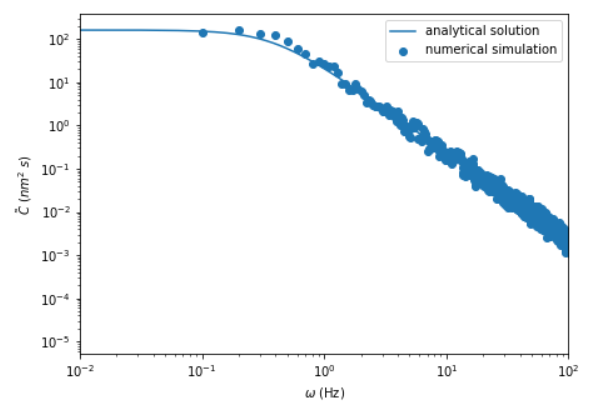 analytical solution
numerical simulation
10²
10¹
10⁰
10⁻¹
10⁻²
10⁻³
10⁻⁴
10⁻⁵
C̃ (nm² s)
10⁻² 10⁻¹ 10⁰ 10¹ 10²
ω (Hz)